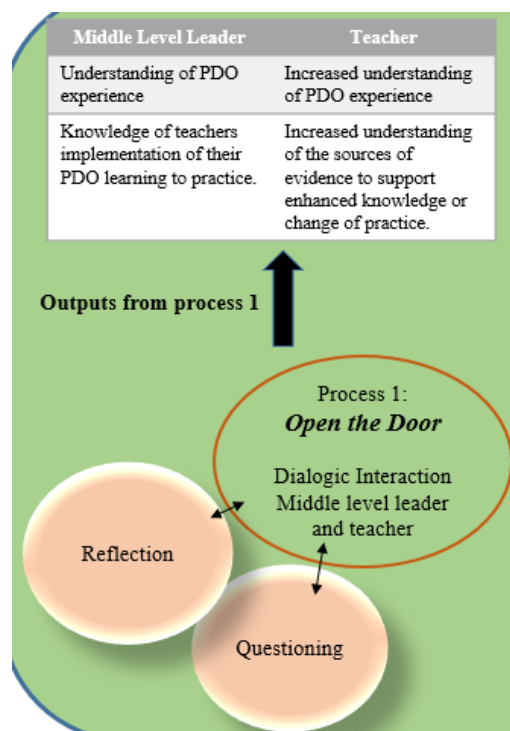 Middle Level Leader
Teacher
Understanding of PDO
experience
Increased understanding
of PDO experience
Knowledge of teachers
implementation of their
PDO learning to practice.
Increased understanding
of the sources of
evidence to support
enhanced knowledge or
change of practice.
Outputs from process 1
Process 1:
Open the Door
Dialogic Interaction
Middle level leader
and teacher
Reflection
Questioning